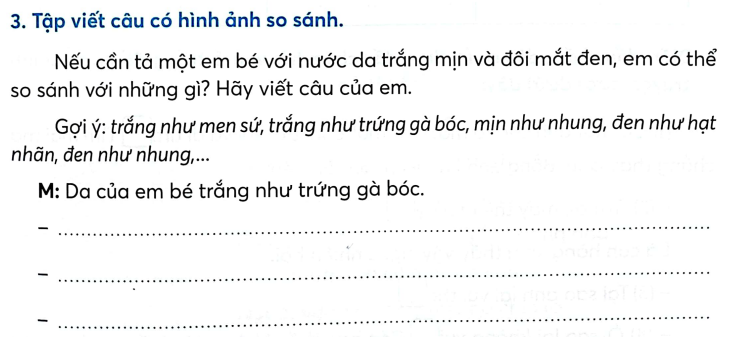 3. Tập viết câu có hình ảnh so sánh.
Nếu cần tả một em bé với nước da trắng mịn và đôi mắt đen, em có thể
so sánh với những gì? Hãy viết câu của em.
Gợi ý: trắng như men sứ, trắng như trứng gà bóc, mịn như nhung, đen như hạt
nhãn, đen như nhung,...
M: Da của em bé trắng như trứng gà bóc.
–
–
–